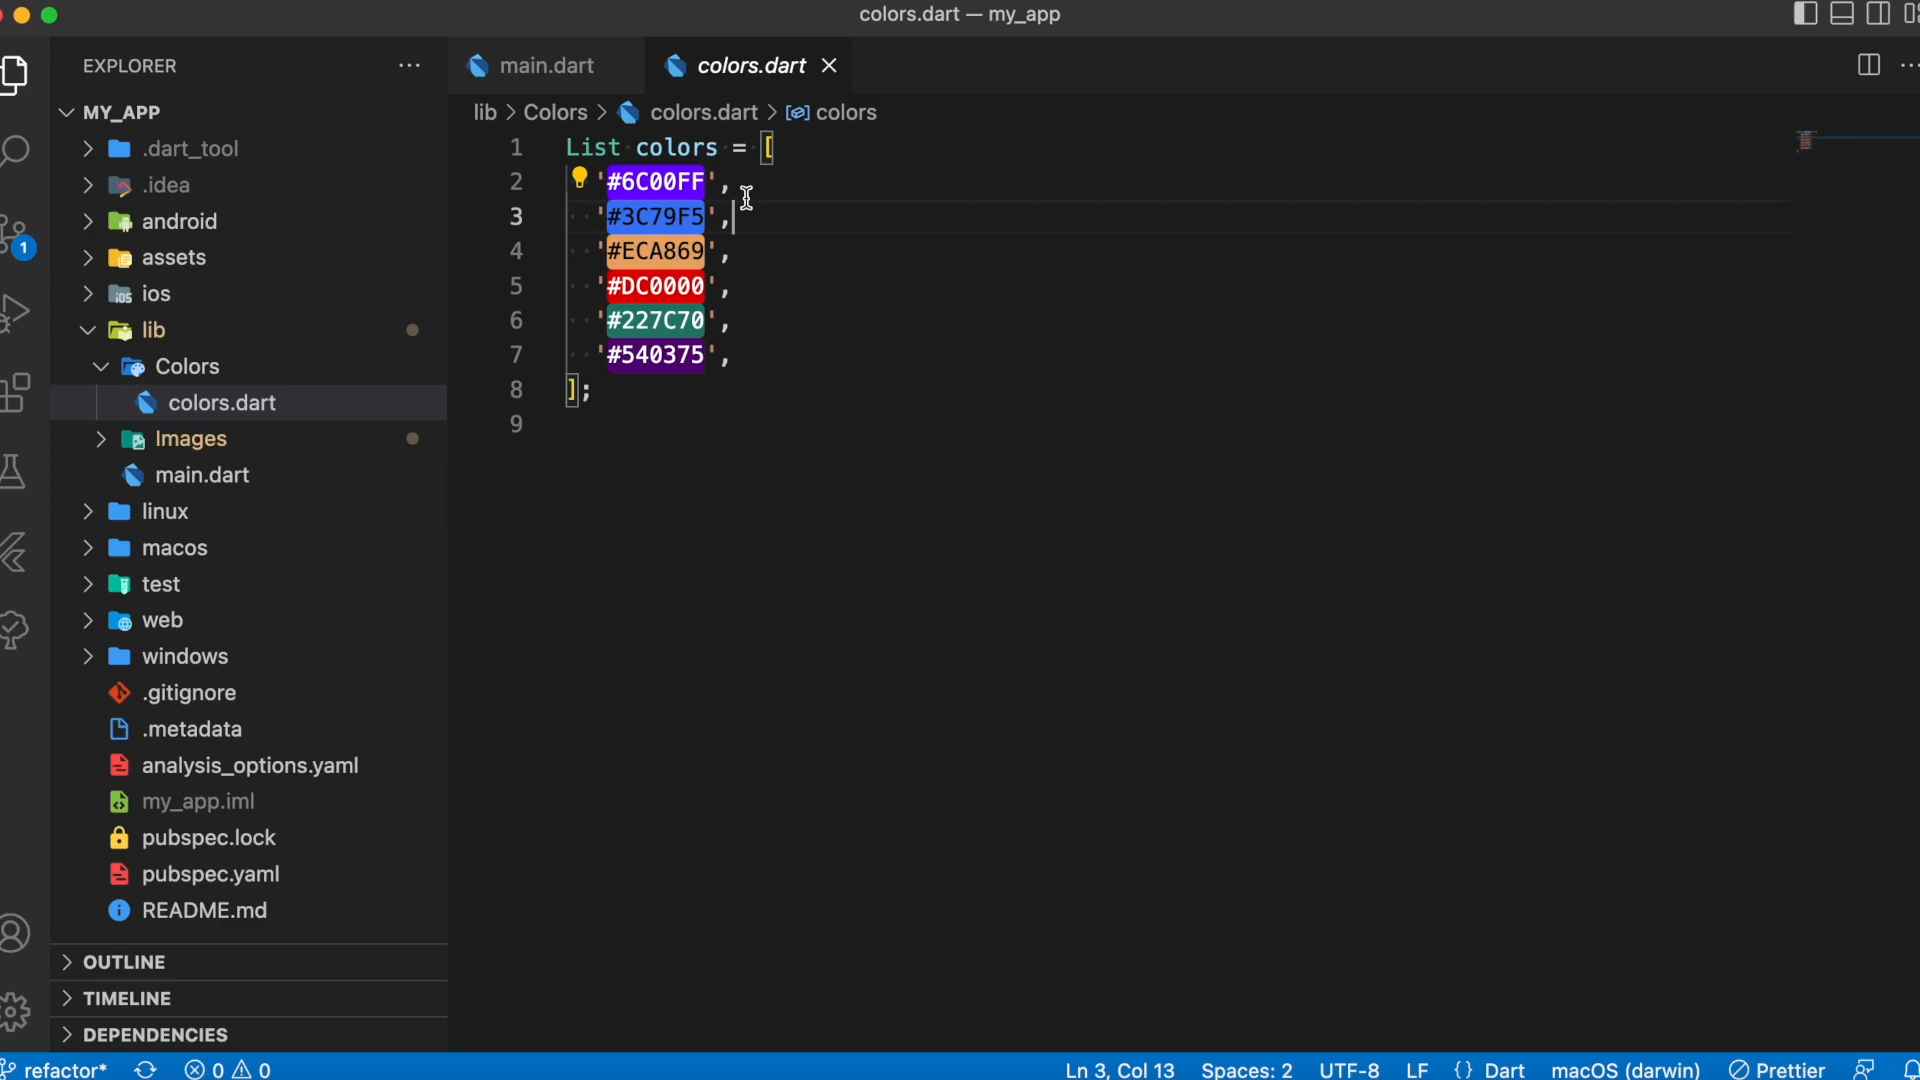 colors.dart — my_app
EXPLORER
MY_APP
.dart_tool
.idea
android
assets
ios
lib
Colors
colors.dart
Images
main.dart
linux
macos
test
web
windows
.gitignore
.metadata
analysis_options.yaml
my_app.iml
pubspec.lock
pubspec.yaml
README.md
OUTLINE
TIMELINE
DEPENDENCIES
1
main.dart
colors.dart
lib > Colors > colors.dart > colors
1 List colors = [
2 '#6C00FF',
3 '#3C79F5',
4 '#ECA869',
5 '#DC0000',
6 '#227C70',
7 '#540375',
8 ];
9
refactor* 0 0 Ln 3, Col 13 Spaces: 2 UTF-8 LF {} Dart macOS (darwin) Prettier